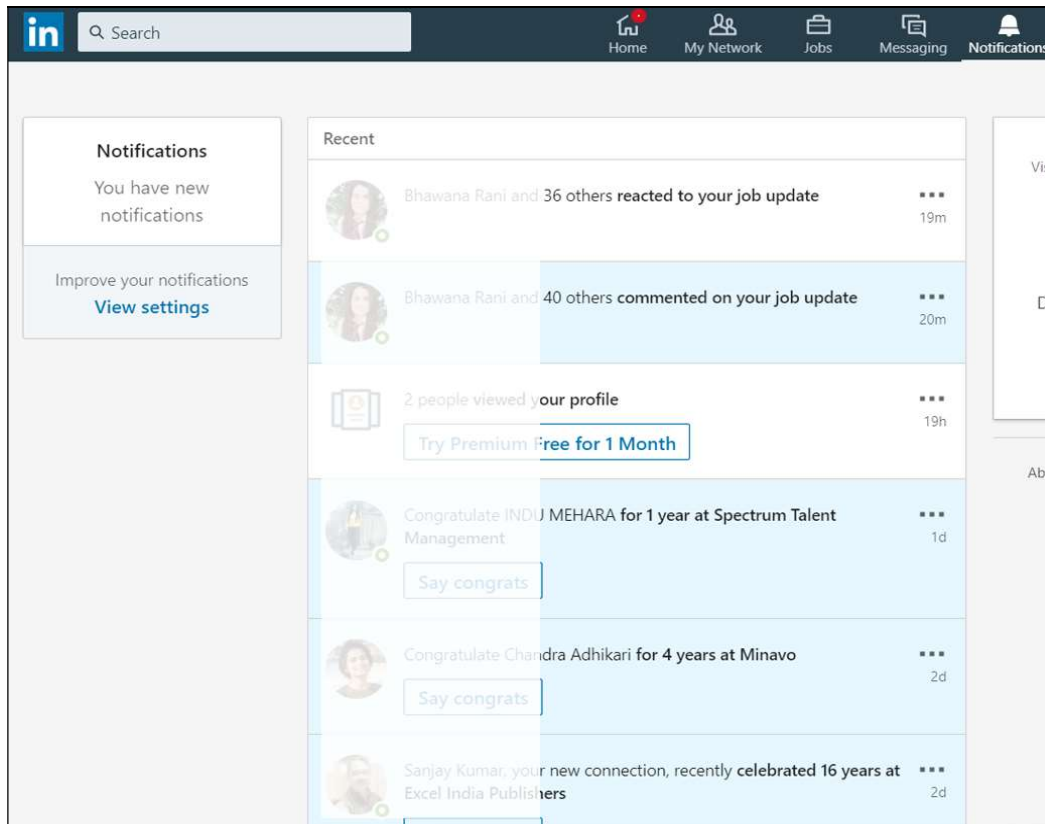 in
Search
Home
My Network
Jobs
Messaging
Notifications
Notifications
You have new
notifications
Improve your notifications
View settings
Recent
Bhawana Rani and 36 others reacted to your job update
19m
Bhawana Rani and 40 others commented on your job update
20m
2 people viewed your profile
19h
Try Premium Free for 1 Month
Congratulate INDU MEHARA for 1 year at Spectrum Talent
Management
1d
Say congrats
Congratulate Chandra Adhikari for 4 years at Minavo
2d
Say congrats
Sanjay Kumar, your new connection, recently celebrated 16 years at
Excel India Publishers
2d
Vis
D
Ab